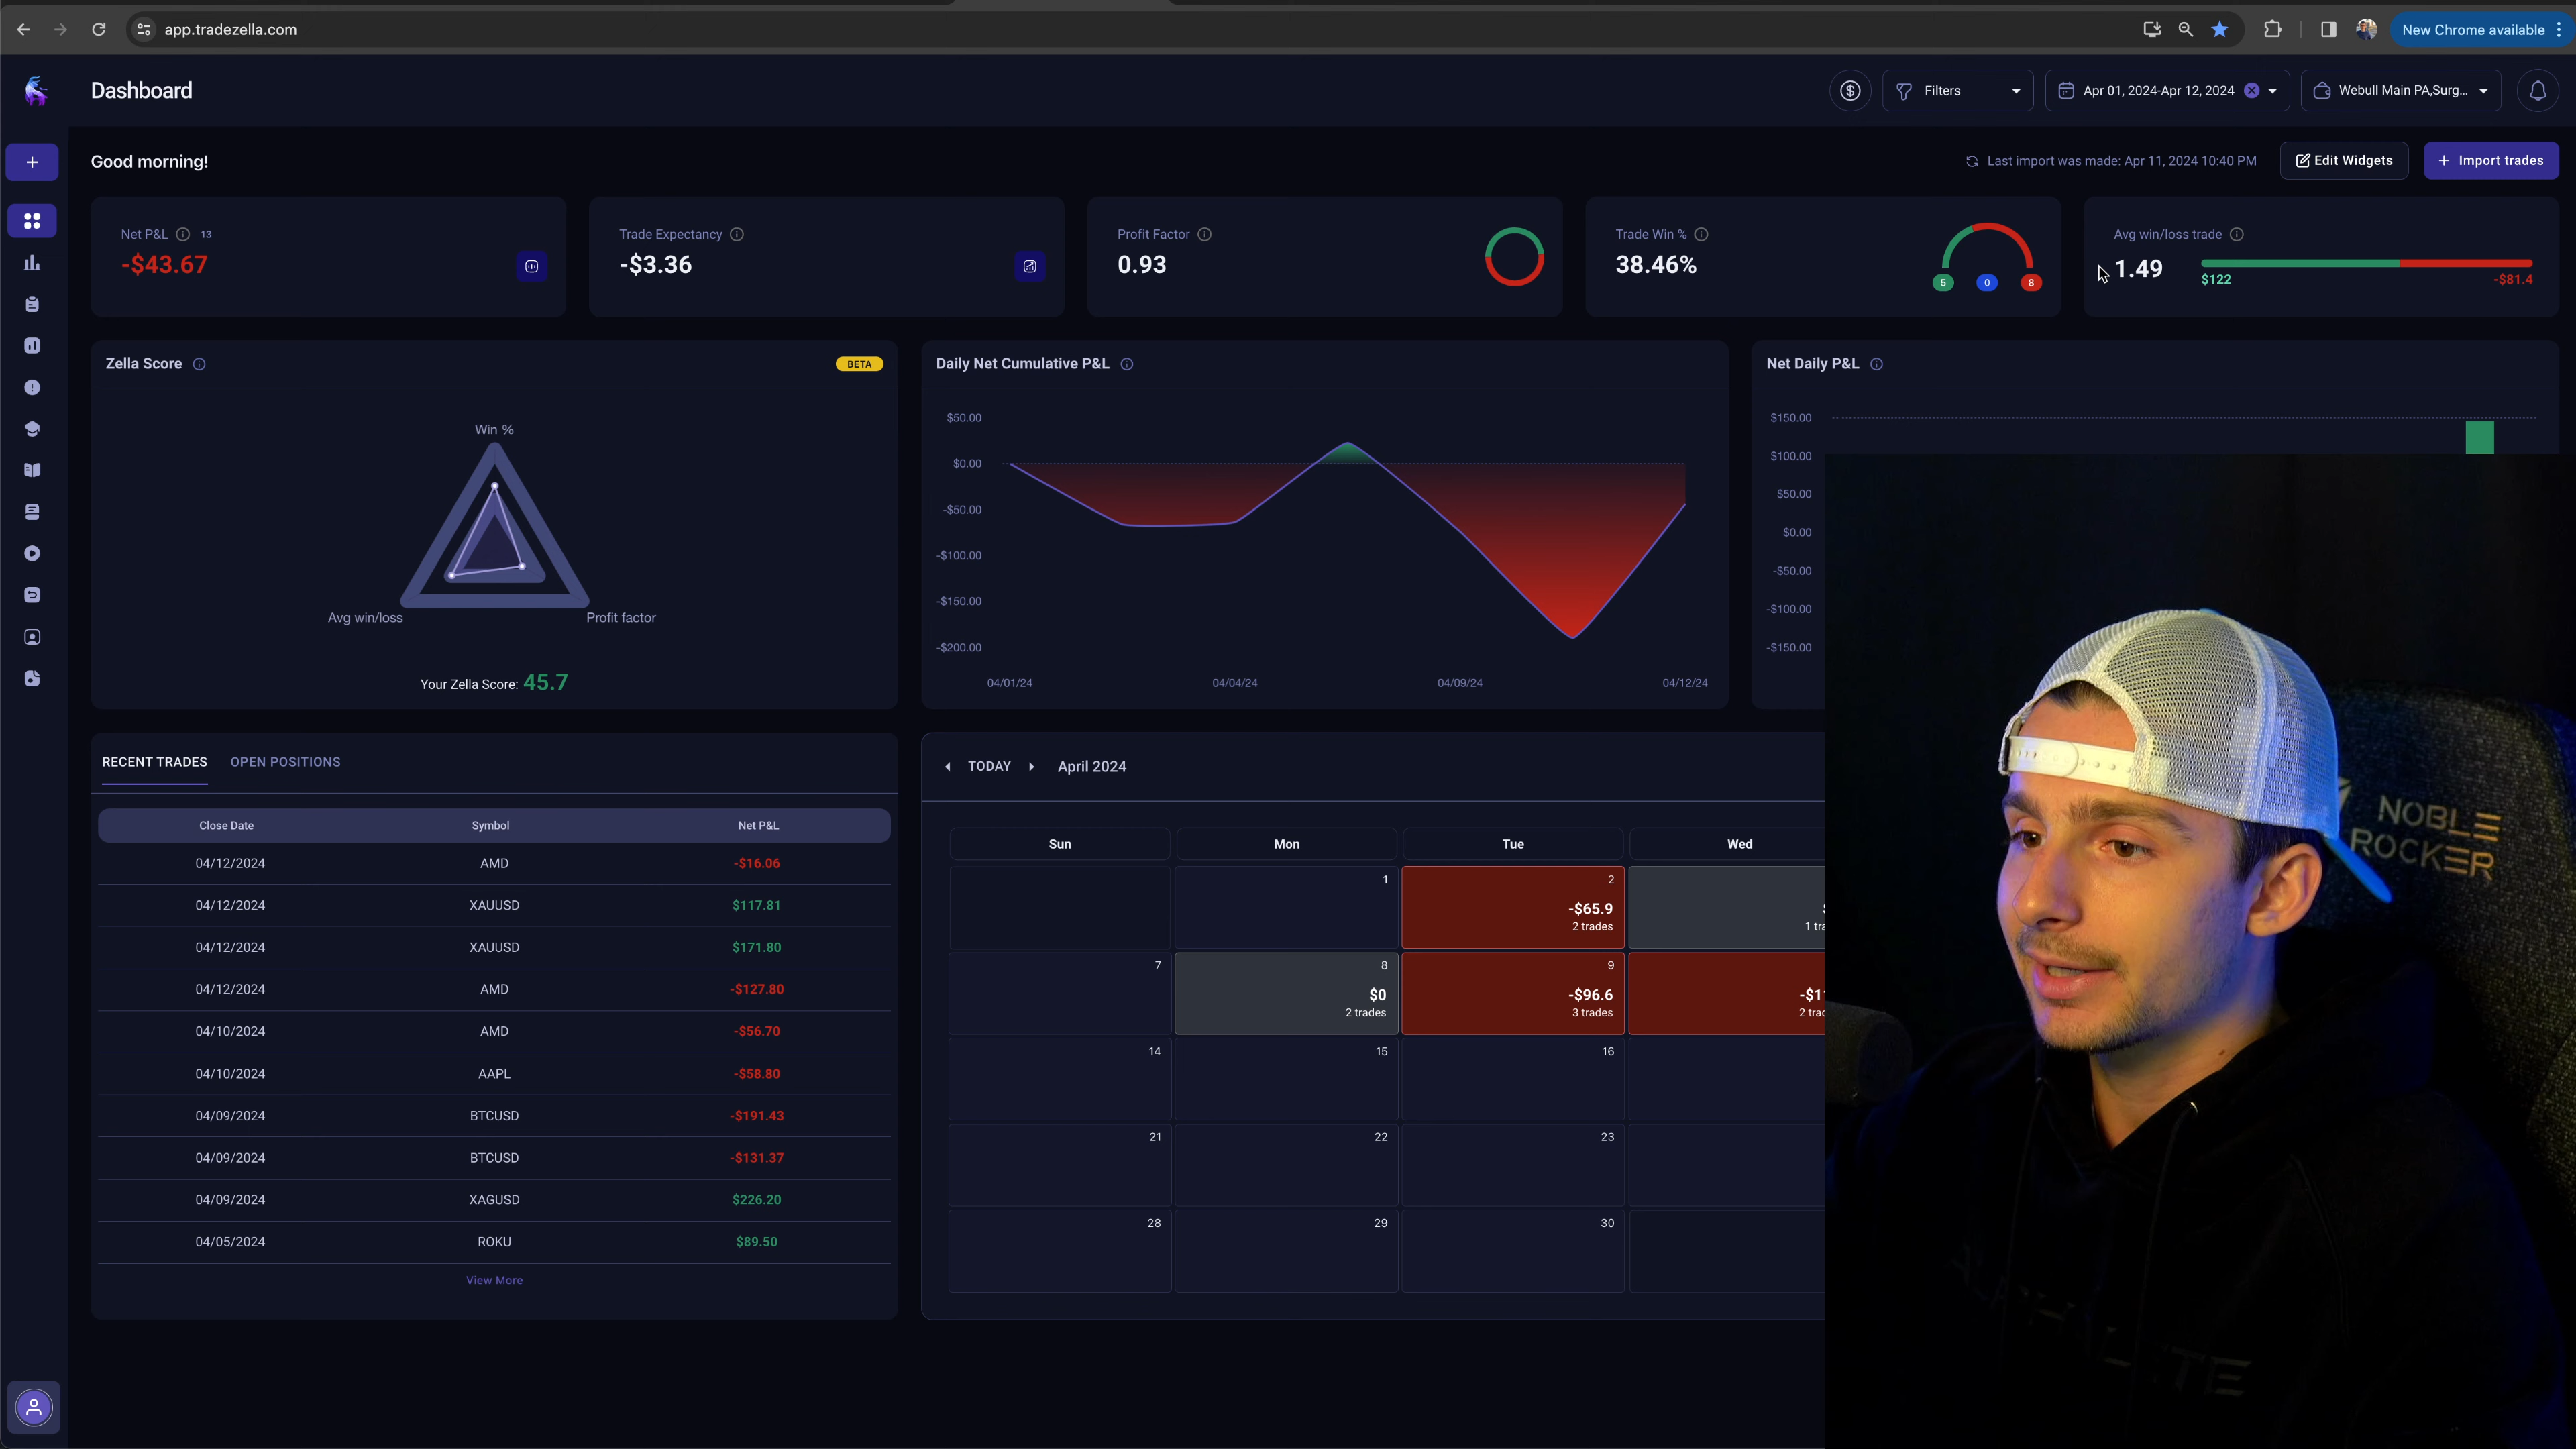 app.tradezella.com
New Chrome available
Dashboard
Filters
Apr 01, 2024-Apr 12, 2024
Webull Main PA,Surg...
Good morning!
Last import was made: Apr 11, 2024 10:40 PM
Edit Widgets
+ Import trades
Net P&L 13
-$43.67
Trade Expectancy
-$3.36
Profit Factor
0.93
Trade Win %
38.46%
5 0 8
Avg win/loss trade
1.49
$122 -$81.4
Zella Score
BETA
Win %
Avg win/loss
Profit factor
Your Zella Score: 45.7
Daily Net Cumulative P&L
$50.00
$0.00
-$50.00
-$100.00
-$150.00
-$200.00
04/01/24 04/04/24 04/09/24 04/12/24
Net Daily P&L
$150.00
$100.00
$50.00
$0.00
-$50.00
-$100.00
-$150.00
RECENT TRADES OPEN POSITIONS
Close Date Symbol Net P&L
04/12/2024 AMD -$16.06
04/12/2024 XAUUSD $117.81
04/12/2024 XAUUSD $171.80
04/12/2024 AMD -$127.80
04/10/2024 AMD -$56.70
04/10/2024 AAPL -$58.80
04/09/2024 BTCUSD -$191.43
04/09/2024 BTCUSD -$131.37
04/09/2024 XAGUSD $226.20
04/05/2024 ROKU $89.50
View More
TODAY April 2024
Sun Mon Tue Wed
1 2
-$65.9
2 trades 1
7 8 9
$0 -$96.6
2 trades 3 trades 2
14 15 16
21 22 23
28 29 30
NOBLE
ROCKER